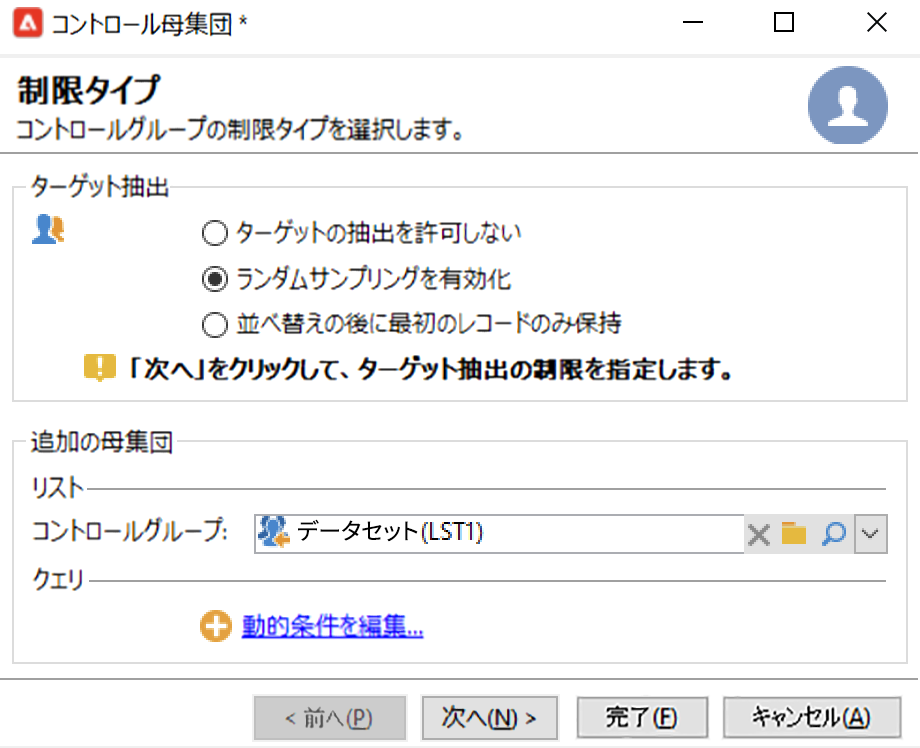 コントロール母集団 *
制限タイプ
コントロールグループの制限タイプを選択します。
ターゲット抽出
ターゲットの抽出を許可しない
ランダムサンプリングを有効化
並べ替えの後に最初のレコードのみ保持
「次へ」をクリックして、ターゲット抽出の制限を指定します。
追加の母集団
リスト
コントロールグループ: データセット(LST1)
クェリ
動的条件を編集...
< 前へ(P) 次へ(N) > 完了(F) キャンセル(A)